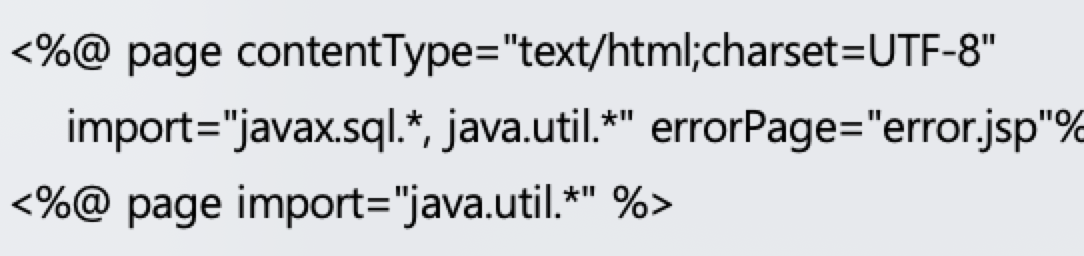 <%@ page contentType="text/html;charset=UTF-8"
import="javax.sql.*, java.util.*" errorPage="error.jsp"%
<%@ page import="java.util.*" %>